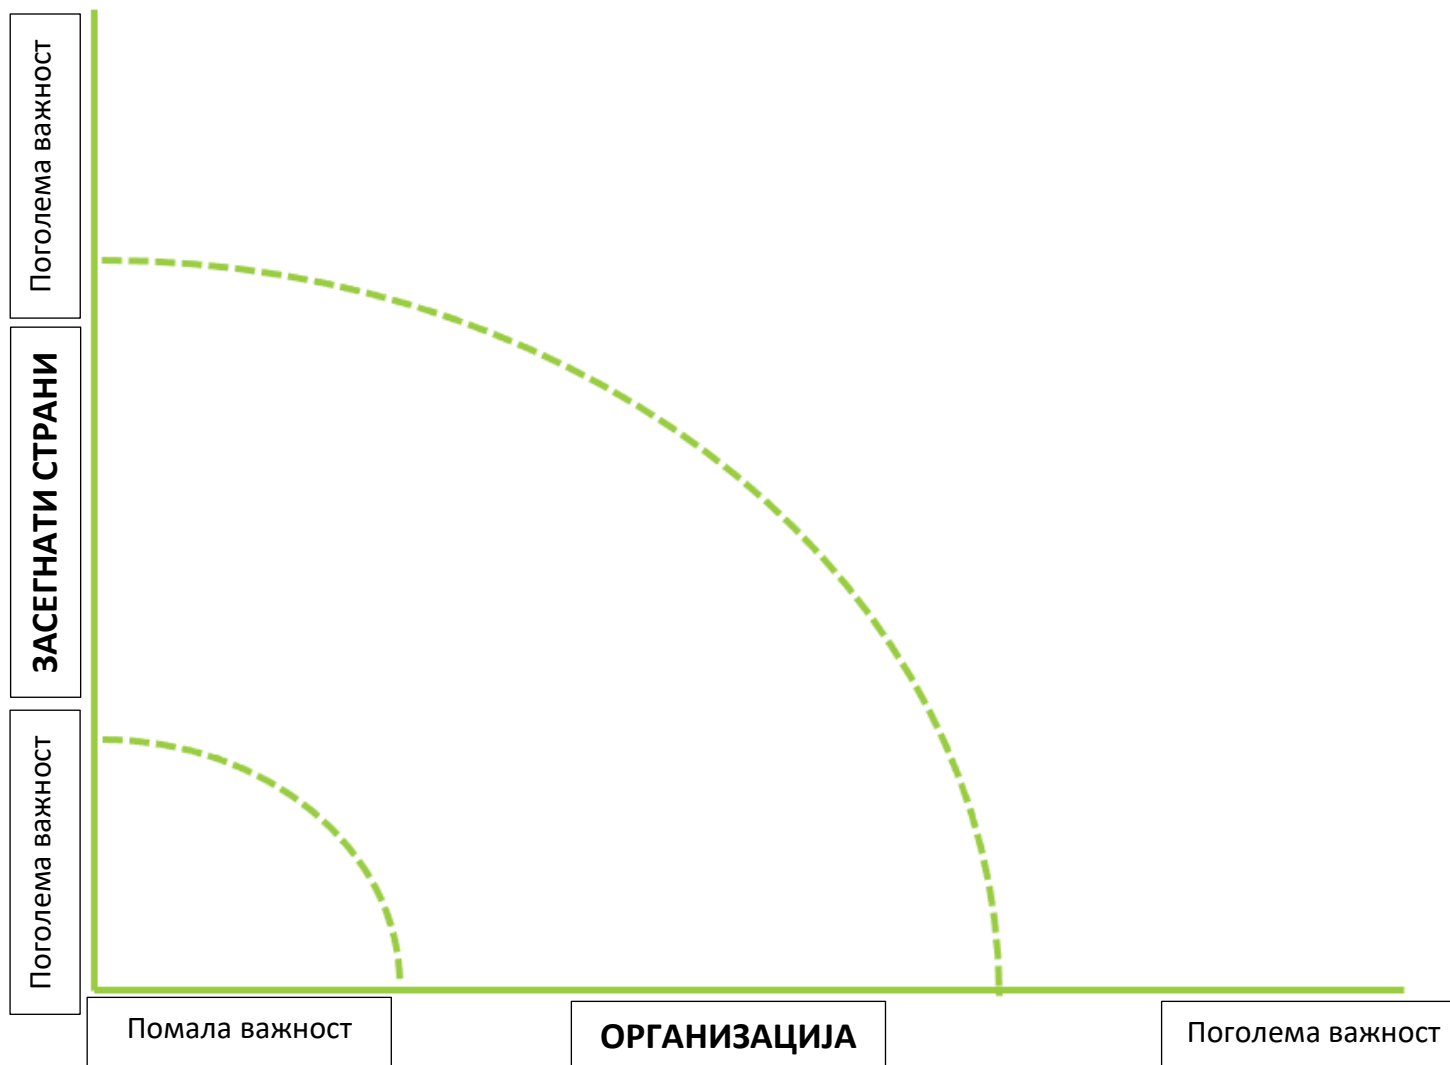 Поголема важност
ЗАСЕГНАТИ СТРАНИ
Поголема важност
Помала важност
ОРГАНИЗАЦИЈА
Поголема важност